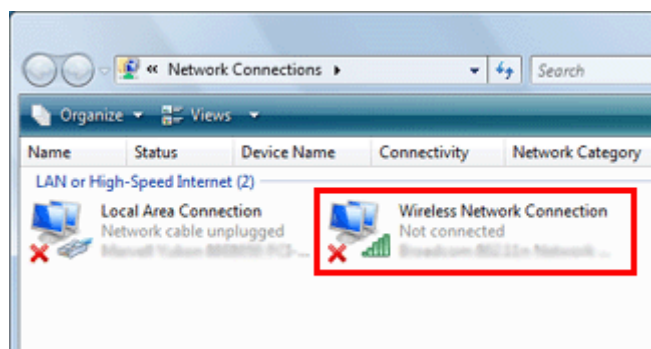 « Network Connections
Search
Organize Views
Name Status Device Name Connectivity Network Category
LAN or High-Speed Internet (2)
Local Area Connection
Network cable unplugged
Wireless Network Connection
Not connected